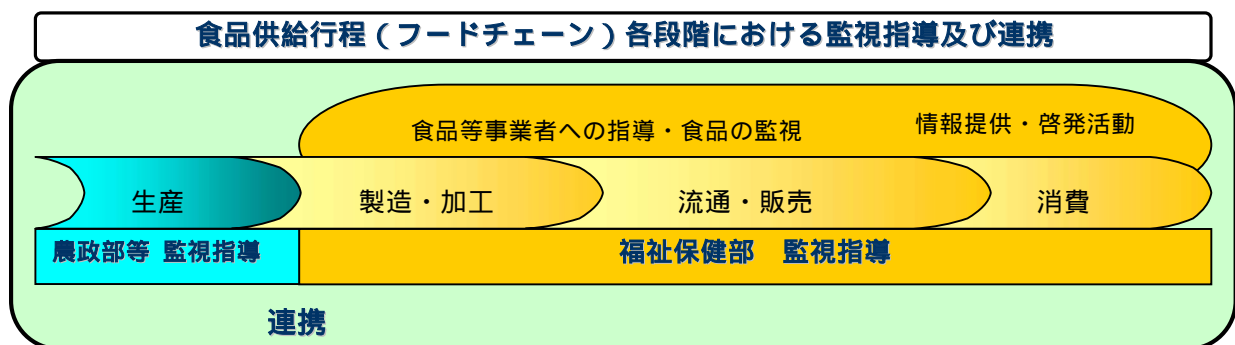 食品供給行程（フードチェーン）各段階における監視指導及び連携
食品等事業者への指導・食品の監視
情報提供・啓発活動
生産
製造・加工
流通・販売
消費
農政部等 監視指導
福祉保健部　監視指導
連携